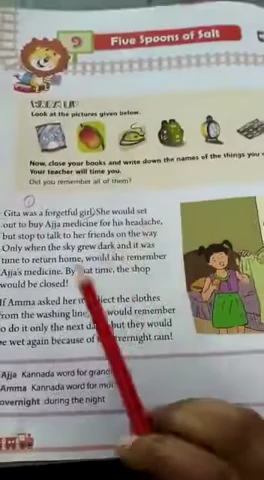 9
Five Spoons of Salt
WARM UP
Look at the pictures given below.
Now, close your books and write down the names of the things you
Your teacher will time you.
Did you remember all of them?
Gita was a forgetful girl. She would set
out to buy Ajja medicine for his headache,
but stop to talk to her friends on the way.
Only when the sky grew dark and it was
time to return home, would she remember
Ajja's medicine. By that time, the shop
would be closed!
If Amma asked her to collect the clothes
from the washing line, would remember
to do it only the next da but they would
be wet again because of overnight rain!
Ajja Kannada word for grand
Amma Kannada word for mot
overnight during the night